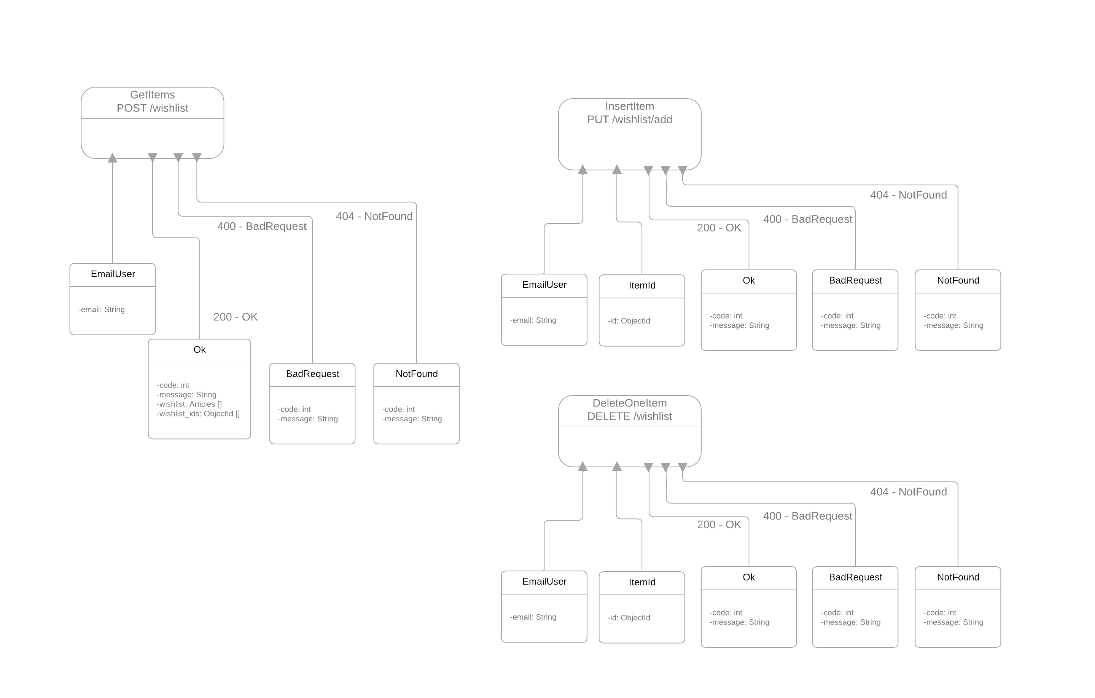 GetItems
POST /wishlist
400 - BadRequest
404 - NotFound
200 - OK
EmailUser
-email: String
Ok
-code: int
-message: String
-wishlist: Articles []
-wishlist_ids: ObjectId []
BadRequest
-code: int
-message: String
NotFound
-code: int
-message: String
InsertItem
PUT /wishlist/add
404 - NotFound
400 - BadRequest
200 - OK
EmailUser
-email: String
ItemId
-id: ObjectId
Ok
-code: int
-message: String
BadRequest
-code: int
-message: String
NotFound
-code: int
-message: String
DeleteOneItem
DELETE /wishlist
404 - NotFound
400 - BadRequest
200 - OK
EmailUser
-email: String
ItemId
-id: ObjectId
Ok
-code: int
-message: String
BadRequest
-code: int
-message: String
NotFound
-code: int
-message: String